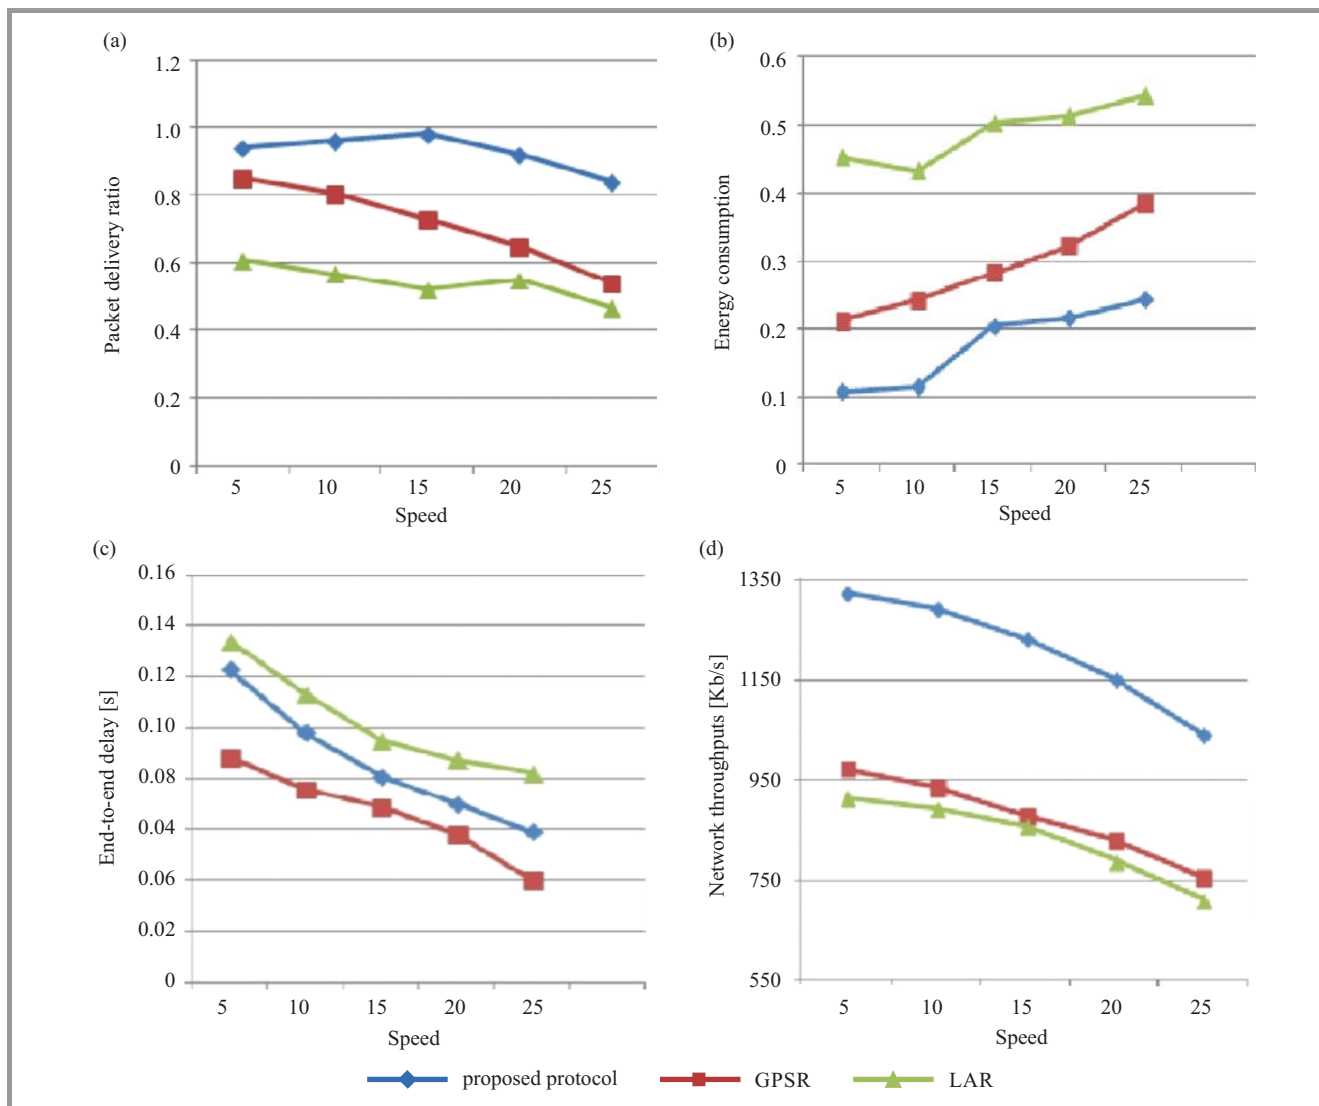 (a)
1.2
1.0
0.8
0.6
0.4
0.2
0
Packet delivery ratio
5 10 15 20 25
Speed
(b)
0.6
0.5
0.4
0.3
0.2
0.1
0
Energy consumption
5 10 15 20 25
Speed
(c)
0.16
0.14
0.12
0.10
0.08
0.04
0.06
0.02
0
End-to-end delay [s]
5 10 15 20 25
Speed
(d)
1350
1150
950
750
550
Network throughputs [Kb/s]
5 10 15 20 25
Speed
proposed protocol GPSR LAR